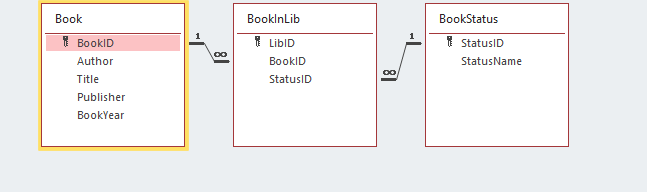 Book
BookID
Author
Title
Publisher
BookYear
1
∞
BookInLib
LibID
BookID
StatusID
∞
1
BookStatus
StatusID
StatusName